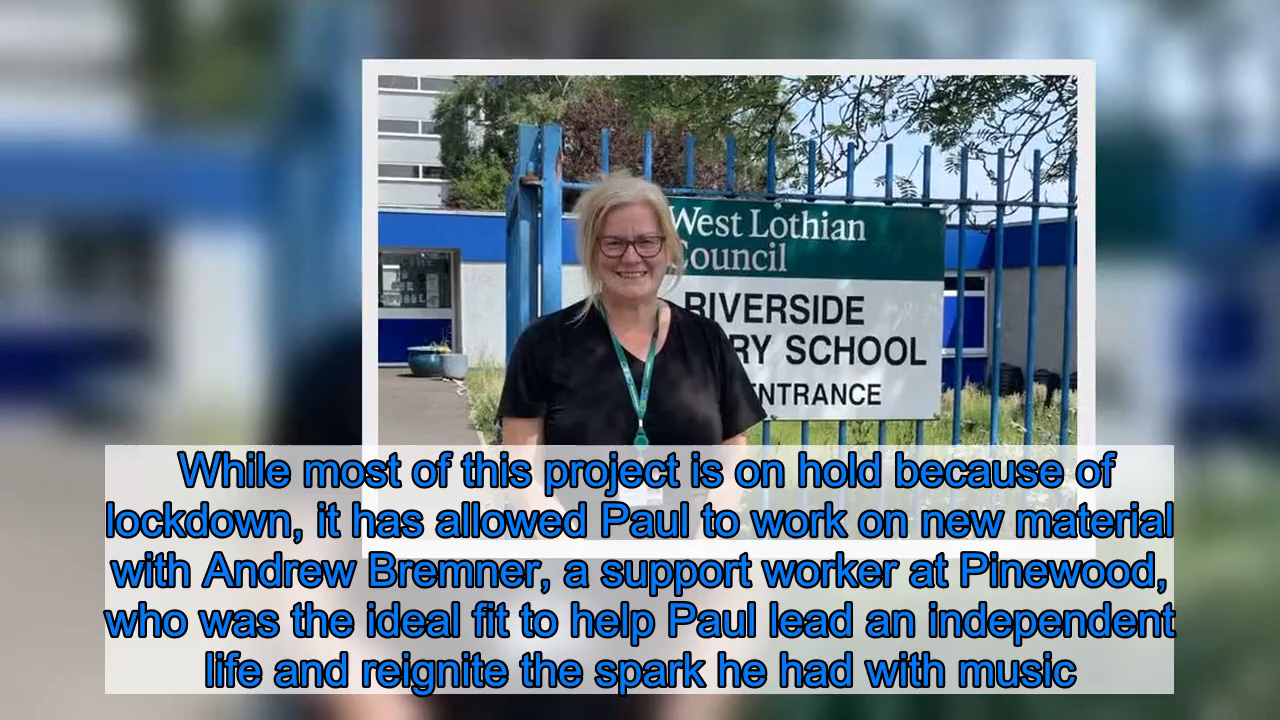 West Lothian
Council
RIVERSIDE
RY SCHOOL
ENTRANCE
While most of this project is on hold because of
lockdown, it has allowed Paul to work on new material
with Andrew Bremner, a support worker at Pinewood,
who was the ideal fit to help Paul lead an independent
life and reignite the spark he had with music